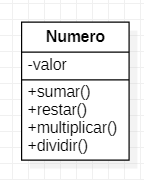 Numero
-valor
+sumar()
+restar()
+multiplicar()
+dividir()